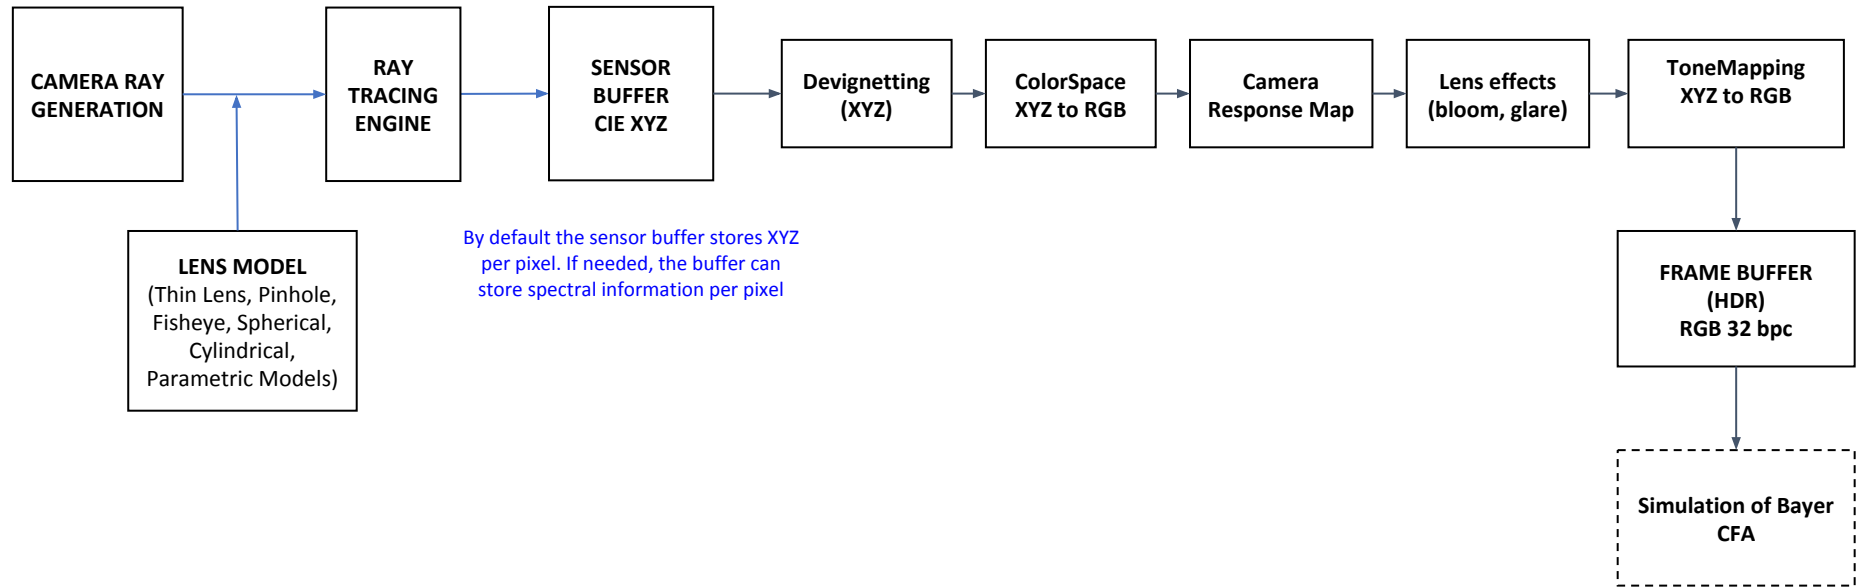 CAMERA RAY
GENERATION
RAY
TRACING
ENGINE
SENSOR
BUFFER
CIE XYZ
Devignetting
(XYZ)
ColorSpace
XYZ to RGB
Camera
Response Map
Lens effects
(bloom, glare)
ToneMapping
XYZ to RGB
LENS MODEL
(Thin Lens, Pinhole,
Fisheye, Spherical,
Cylindrical,
Parametric Models)
By default the sensor buffer stores XYZ
per pixel. If needed, the buffer can
store spectral information per pixel
FRAME BUFFER
(HDR)
RGB 32 bpc
Simulation of Bayer
CFA